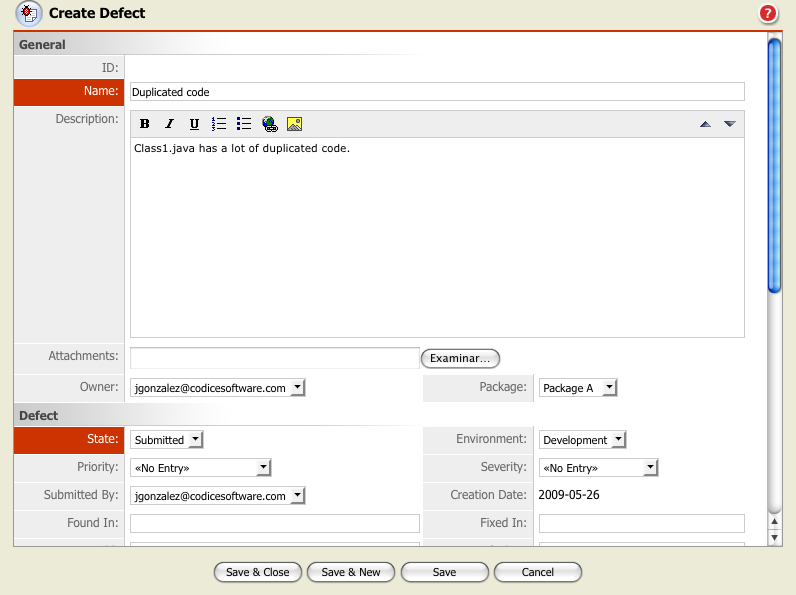 Create Defect ?
General
ID:
Name: Duplicated code
Description: B I U
Class1.java has a lot of duplicated code.
Attachments: Examinar...
Owner: jgonzalez@codicesoftware.com Package: Package A
Defect
State: Submitted Environment: Development
Priority: «No Entry» Severity: «No Entry»
Submitted By: jgonzalez@codicesoftware.com Creation Date: 2009-05-26
Found In: Fixed In:
Save & Close Save & New Save Cancel